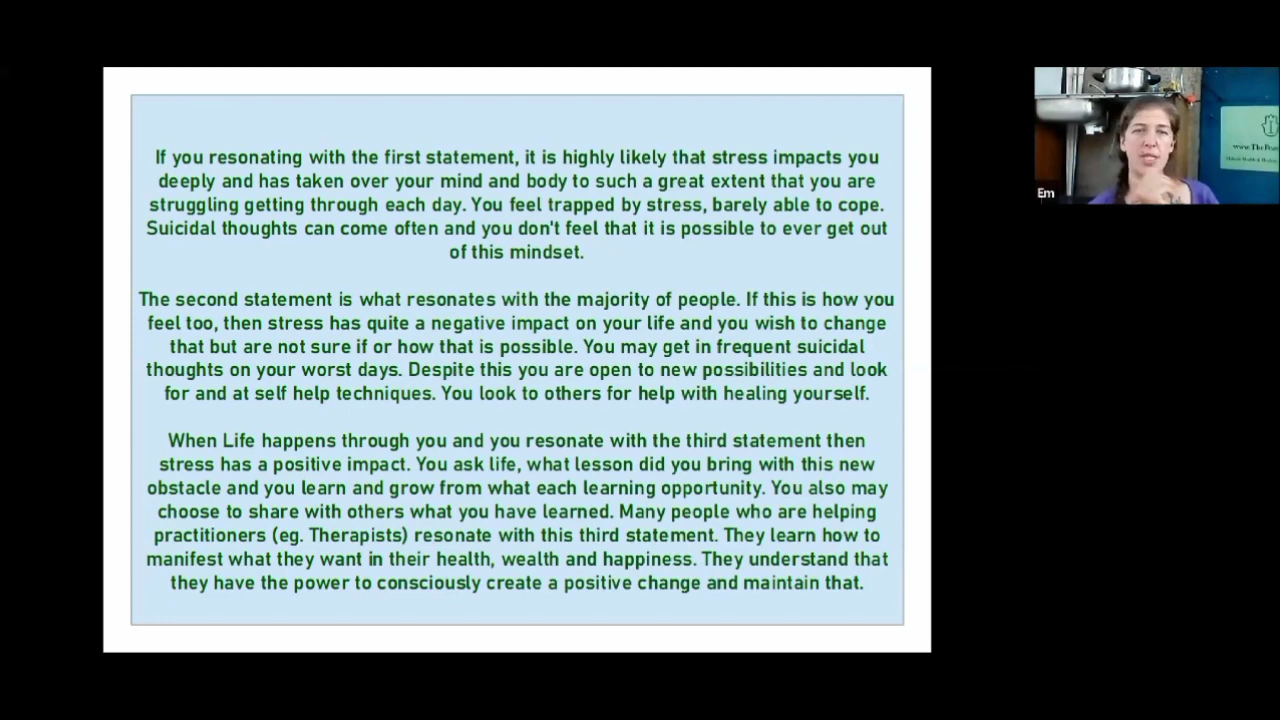 If you resonating with the first statement, it is highly likely that stress impacts you
deeply and has taken over your mind and body to such a great extent that you are
struggling getting through each day. You feel trapped by stress, barely able to cope.
Suicidal thoughts can come often and you don't feel that it is possible to ever get out
of this mindset.
The second statement is what resonates with the majority of people. If this is how you
feel too, then stress has quite a negative impact on your life and you wish to change
that but are not sure if or how that is possible. You may get in frequent suicidal
thoughts on your worst days. Despite this you are open to new possibilities and look
for and at self help techniques. You look to others for help with healing yourself.
When Life happens through you and you resonate with the third statement then
stress has a positive impact. You ask life, what lesson did you bring with this new
obstacle and you learn and grow from what each learning opportunity. You also may
choose to share with others what you have learned. Many people who are helping
practitioners (eg. Therapists) resonate with this third statement. They learn how to
manifest what they want in their health, wealth and happiness. They understand that
they have the power to consciously create a positive change and maintain that.
Em